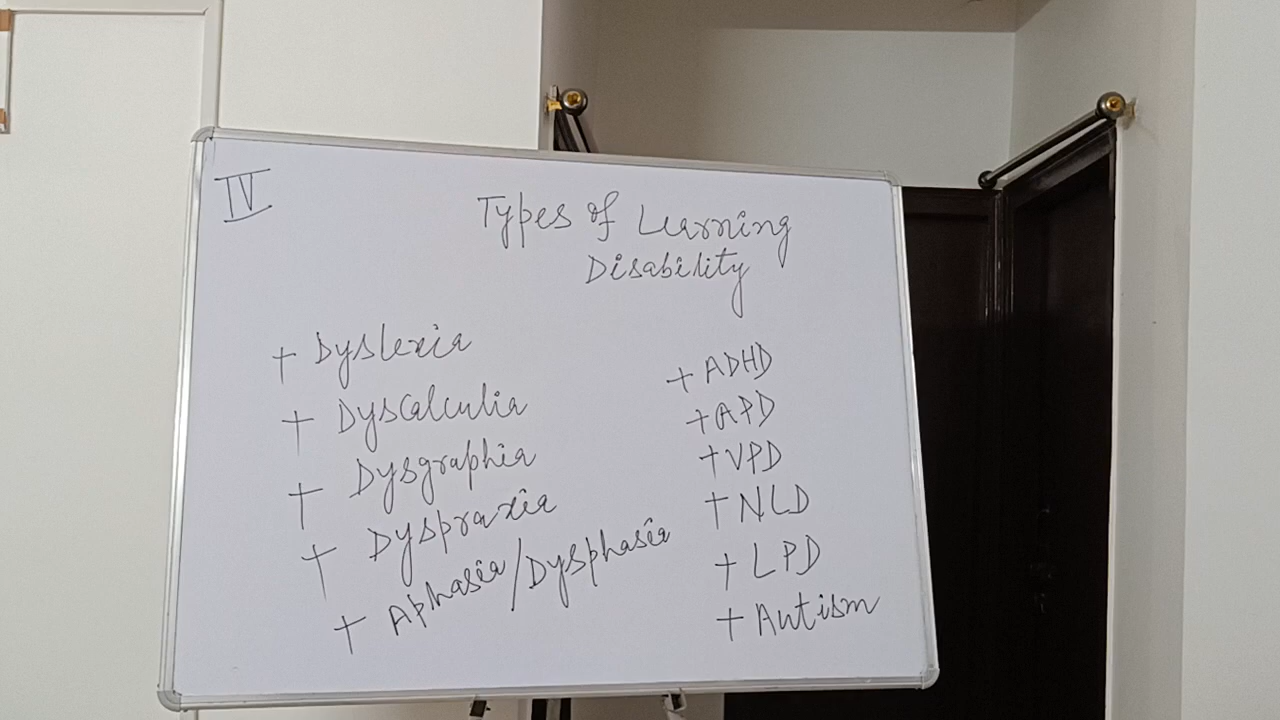 IV
Types of Learning
Disability
+ Dyslexia
+ Dyscalculia
+ Dysgraphia
+ Dyspraxia
+ Aphasia/Dysphasia
+ ADHD
+ APD
+ VPD
+ NLD
+ LPD
+ Autism